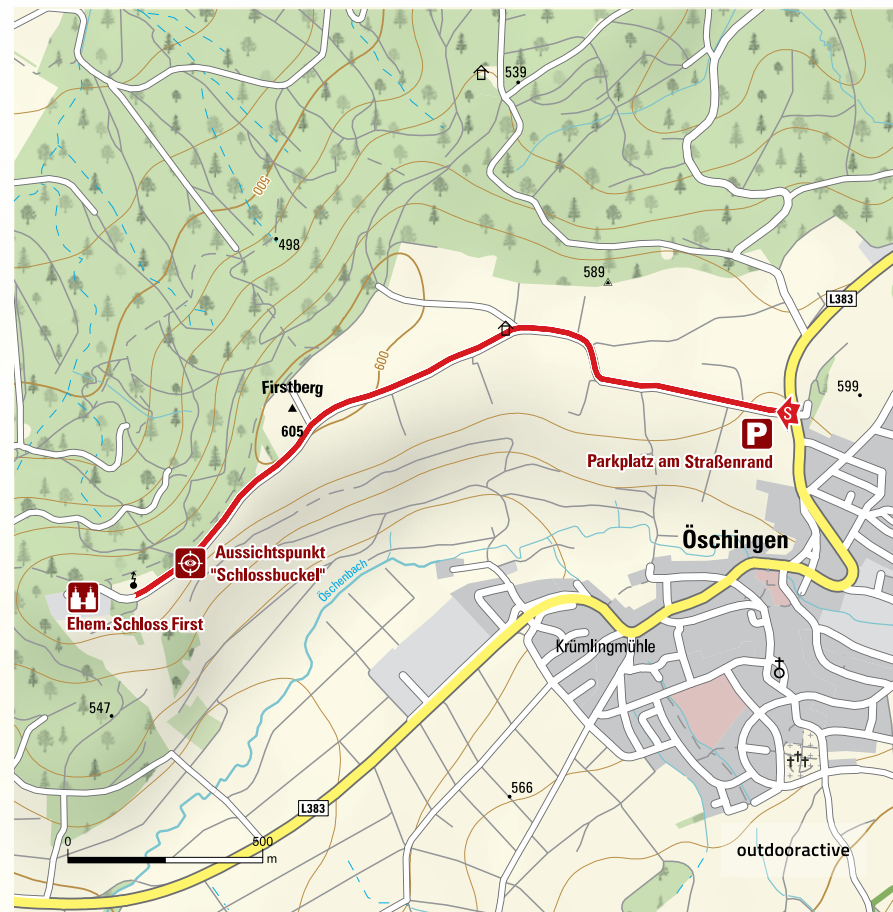 539
500
498
589
L383
600
Firstberg
605
599
S
P
Parkplatz am Straßenrand
Öschingen
Aussichtspunkt
"Schlossbuckel"
Öschenbach
Ehem. Schloss First
Krümlingmühle
547
566
L383
0
500
m
outdooractive